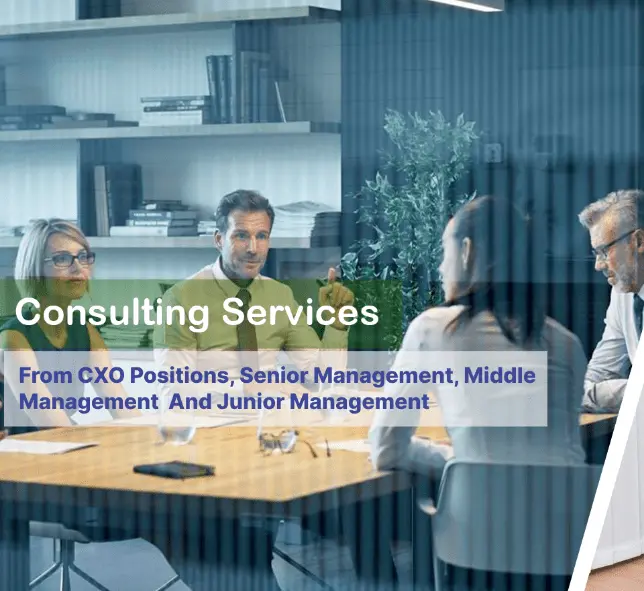 Consulting Services
From CXO Positions, Senior Management, Middle
Management And Junior Management